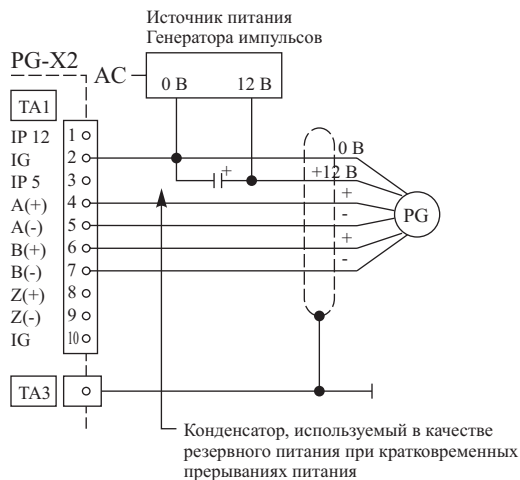 Источник питания
Генератора импульсов
PG-X2
AC
0 В 12 В
TA1
IP 12 1
IG 2 0 В
IP 5 3 + +12 В
A(+) 4 +
A(-) 5 -
PG
B(+) 6 +
B(-) 7 -
Z(+) 8
Z(-) 9
IG 10
TA3
Конденсатор, используемый в качестве
резервного питания при кратковременных
прерываниях питания